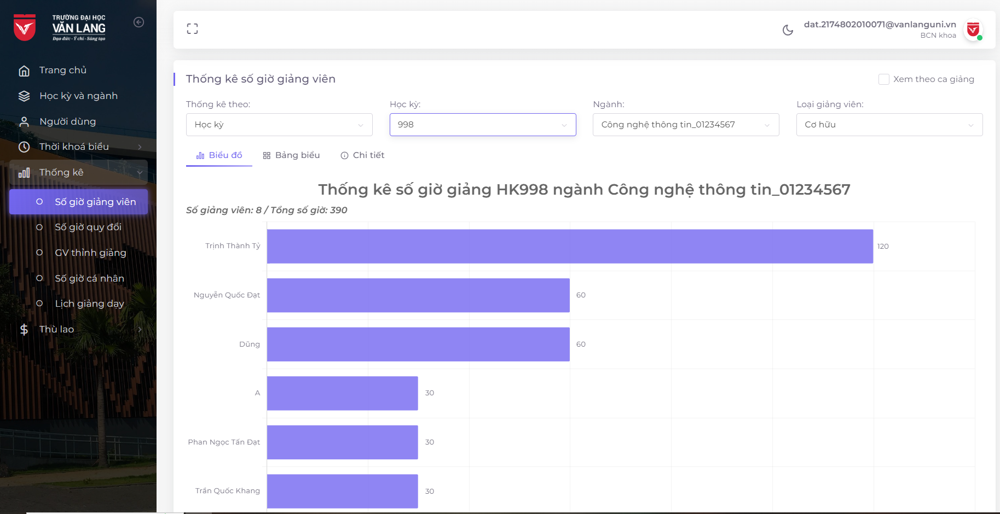 TRƯỜNG ĐẠI HỌC
VĂN LANG
Đạo đức - Ý chí - Sáng tạo
Trang chủ
Học kỳ và ngành
Người dùng
Thời khoá biểu
Thống kê
Số giờ giảng viên
Số giờ quy đổi
GV thỉnh giảng
Số giờ cá nhân
Lịch giảng dạy
Thù lao
dat.2174802010071@vanlanguni.vn
BCN khoa
Thống kê số giờ giảng viên
Xem theo ca giảng
Thống kê theo: Học kỳ: Ngành: Loại giảng viên:
Học kỳ 998 Công nghệ thông tin_01234567 Cơ hữu
Biểu đồ Bảng biểu Chi tiết
Thống kê số giờ giảng HK998 ngành Công nghệ thông tin_01234567
Số giảng viên: 8 / Tổng số giờ: 390
Trịnh Thành Tỷ 120
Nguyễn Quốc Đạt 60
Dũng 60
A 30
Phan Ngọc Tấn Đạt 30
Trần Quốc Khang 30